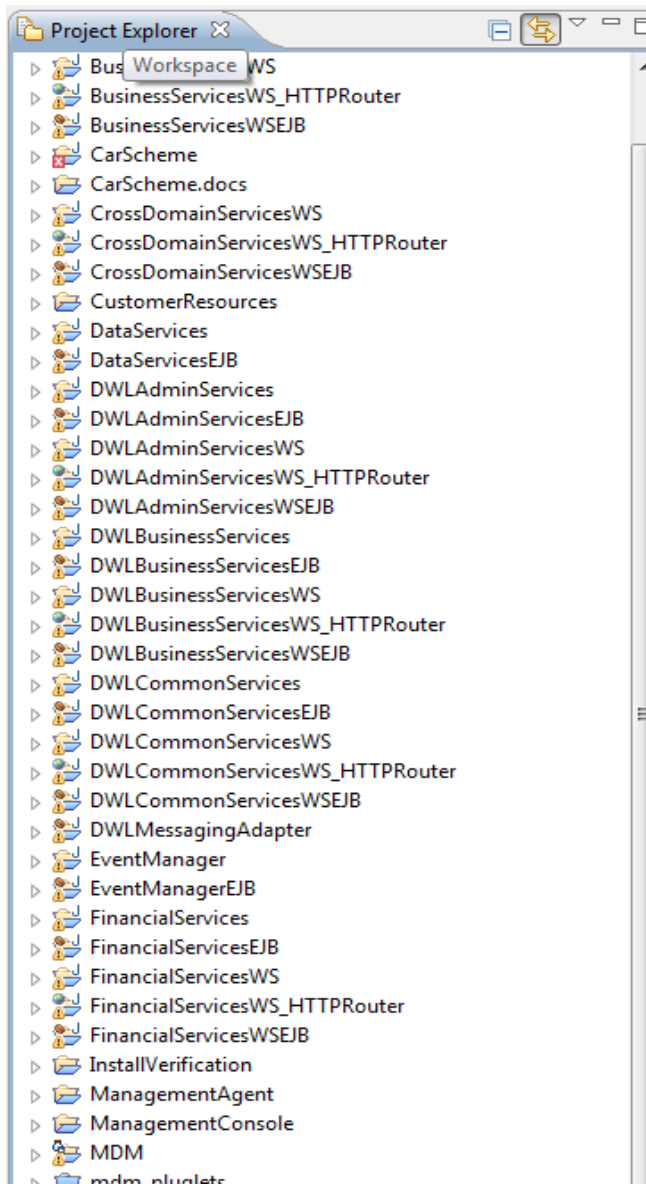 Project Explorer
Workspace
Bus WS
BusinessServicesWS_HTTPRouter
BusinessServicesWSEJB
CarScheme
CarScheme.docs
CrossDomainServicesWS
CrossDomainServicesWS_HTTPRouter
CrossDomainServicesWSEJB
CustomerResources
DataServices
DataServicesEJB
DWLAdminServices
DWLAdminServicesEJB
DWLAdminServicesWS
DWLAdminServicesWS_HTTPRouter
DWLAdminServicesWSEJB
DWLBusinessServices
DWLBusinessServicesEJB
DWLBusinessServicesWS
DWLBusinessServicesWS_HTTPRouter
DWLBusinessServicesWSEJB
DWLCommonServices
DWLCommonServicesEJB
DWLCommonServicesWS
DWLCommonServicesWS_HTTPRouter
DWLCommonServicesWSEJB
DWLMessagingAdapter
EventManager
EventManagerEJB
FinancialServices
FinancialServicesEJB
FinancialServicesWS
FinancialServicesWS_HTTPRouter
FinancialServicesWSEJB
InstallVerification
ManagementAgent
ManagementConsole
MDM
mdm_pluglets